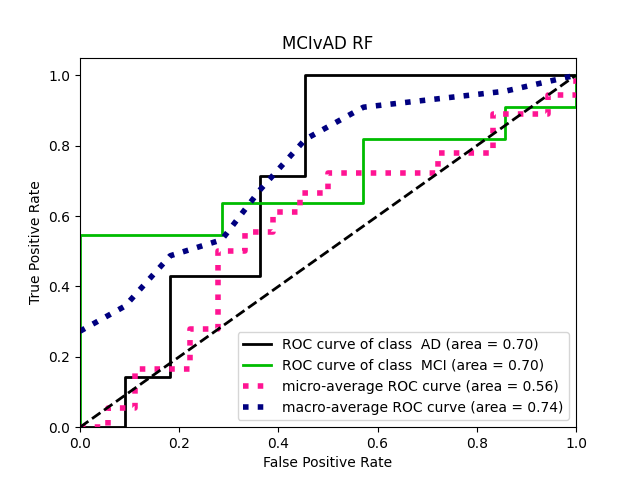 MCIvAD RF
1.0
0.8
0.6
0.4
0.2
0.0
True Positive Rate
ROC curve of class  AD (area = 0.70)
ROC curve of class  MCI (area = 0.70)
micro-average ROC curve (area = 0.56)
macro-average ROC curve (area = 0.74)
0.0 0.2 0.4 0.6 0.8 1.0
False Positive Rate